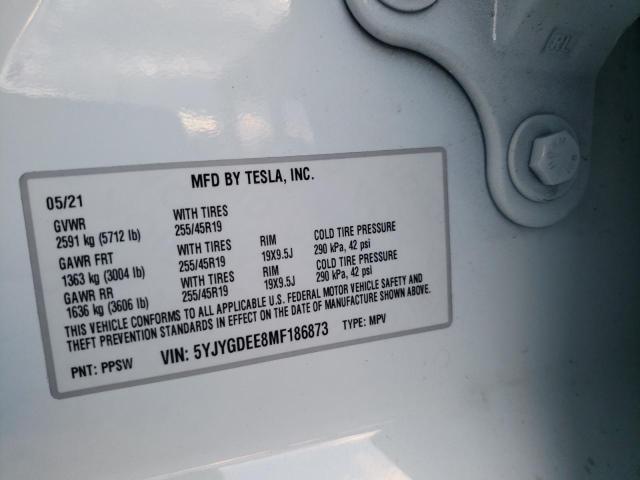 RL
MFD BY TESLA, INC.
05/21
GVWR WITH TIRES
2591 kg (5712 lb) 255/45R19
GAWR FRT WITH TIRES RIM COLD TIRE PRESSURE
1363 kg (3004 lb) 255/45R19 19X9.5J 290 kPa, 42 psi
GAWR RR WITH TIRES RIM COLD TIRE PRESSURE
1636 kg (3606 lb) 255/45R19 19X9.5J 290 kPa, 42 psi
THIS VEHICLE CONFORMS TO ALL APPLICABLE U.S. FEDERAL MOTOR VEHICLE SAFETY AND
THEFT PREVENTION STANDARDS IN EFFECT ON THE DATE OF MANUFACTURE SHOWN ABOVE.
PNT: PPSW VIN: 5YJYGDEE8MF186873 TYPE: MPV